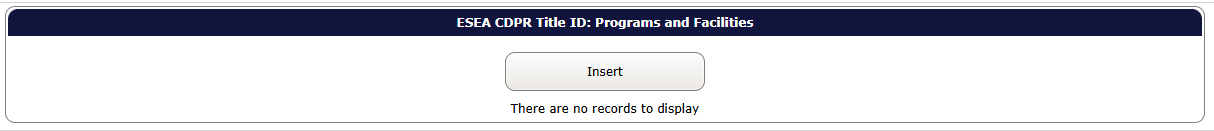 ESEA CDPR Title ID: Programs and Facilities
Insert
There are no records to display